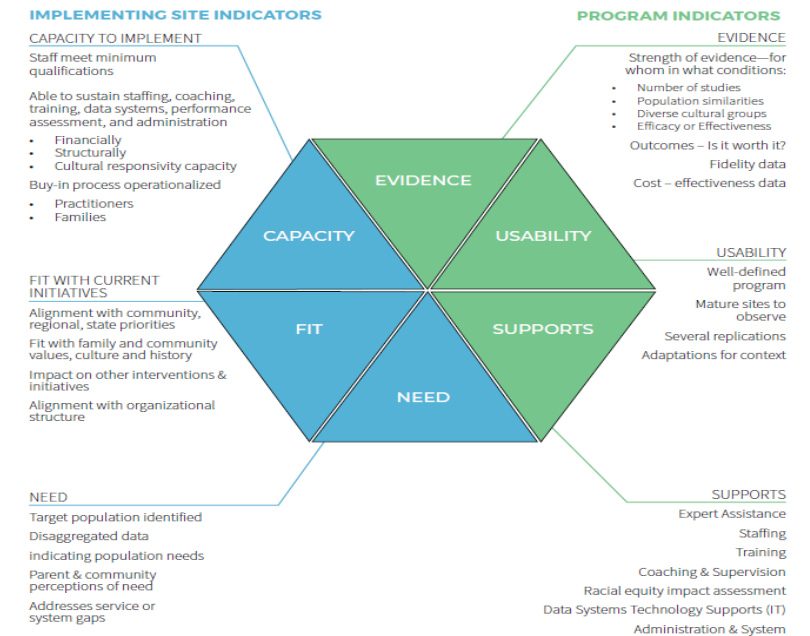 IMPLEMENTING SITE INDICATORS
CAPACITY TO IMPLEMENT
Staff meet minimum
qualifications
Able to sustain staffing, coaching,
training, data systems, performance
assessment, and administration
• Financially
• Structurally
• Cultural responsivity capacity
Buy-in process operationalized
• Practitioners
• Families
FIT WITH CURRENT
INITIATIVES
Alignment with community,
regional, state priorities
Fit with family and community
values, culture and history
Impact on other interventions &
initiatives
Alignment with organizational
structure
NEED
Target population identified
Disaggregated data
indicating population needs
Parent & community
perceptions of need
Addresses service or
system gaps
EVIDENCE
CAPACITY
USABILITY
FIT
SUPPORTS
NEED
PROGRAM INDICATORS
EVIDENCE
Strength of evidence—for
whom in what conditions:
• Number of studies
• Population similarities
• Diverse cultural groups
• Efficacy or Effectiveness
Outcomes – Is it worth it?
Fidelity data
Cost – effectiveness data
USABILITY
Well-defined
program
Mature sites to
observe
Several replications
Adaptations for context
SUPPORTS
Expert Assistance
Staffing
Training
Coaching & Supervision
Racial equity impact assessment
Data Systems Technology Supports (IT)
Administration & System